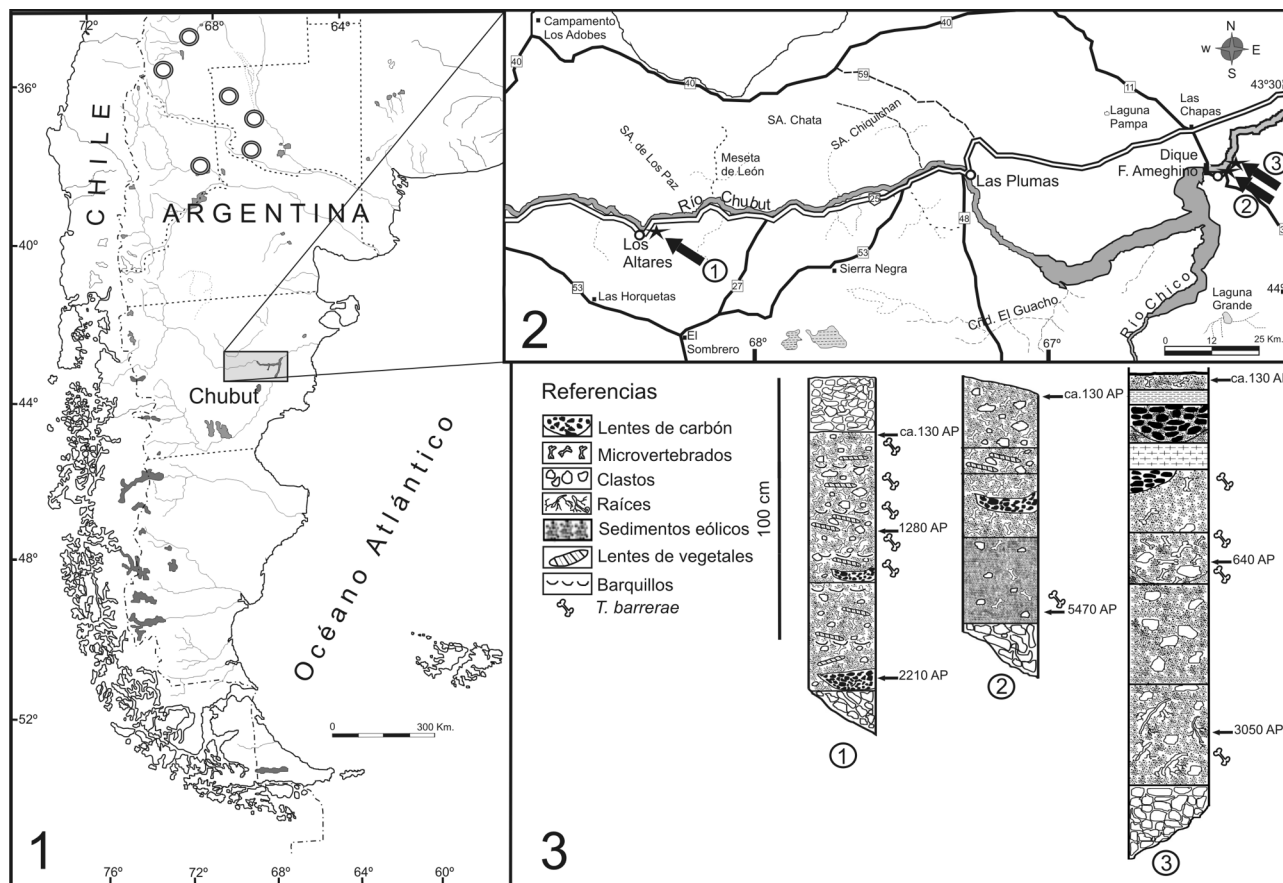 72°
68°
64°
36°
40°
44°
48°
52°
CHILE
ARGENTINA
Chubut
Océano Atlántico
0 300 Km.
1
76°
72°
68°
64°
60°
Campamento
Los Adobes
40
40
40
59
11
N
W E
S
43°30
Laguna
Pampa
Las
Chapas
SA. Chata
SA. Chiquichan
SA. de Los Paz
Meseta
de León
Dique
F. Ameghino
3
2
Río Chubut
25
Las Plumas
48
Los
Altares
1
53
Sierra Negra
53
Las Horquetas
27
El
Sombrero
Cñd. El Guacho
Río Chico
44°
Laguna
Grande
2
68°
67°
0 12 25 Km.
Referencias
Lentes de carbón
Microvertebrados
Clastos
Raíces
Sedimentos eólicos
Lentes de vegetales
Barquillos
T. barrerae
100 cm
ca.130 AP
1280 AP
2210 AP
1
ca.130 AP
5470 AP
2
ca.130 AP
640 AP
3050 AP
3
3